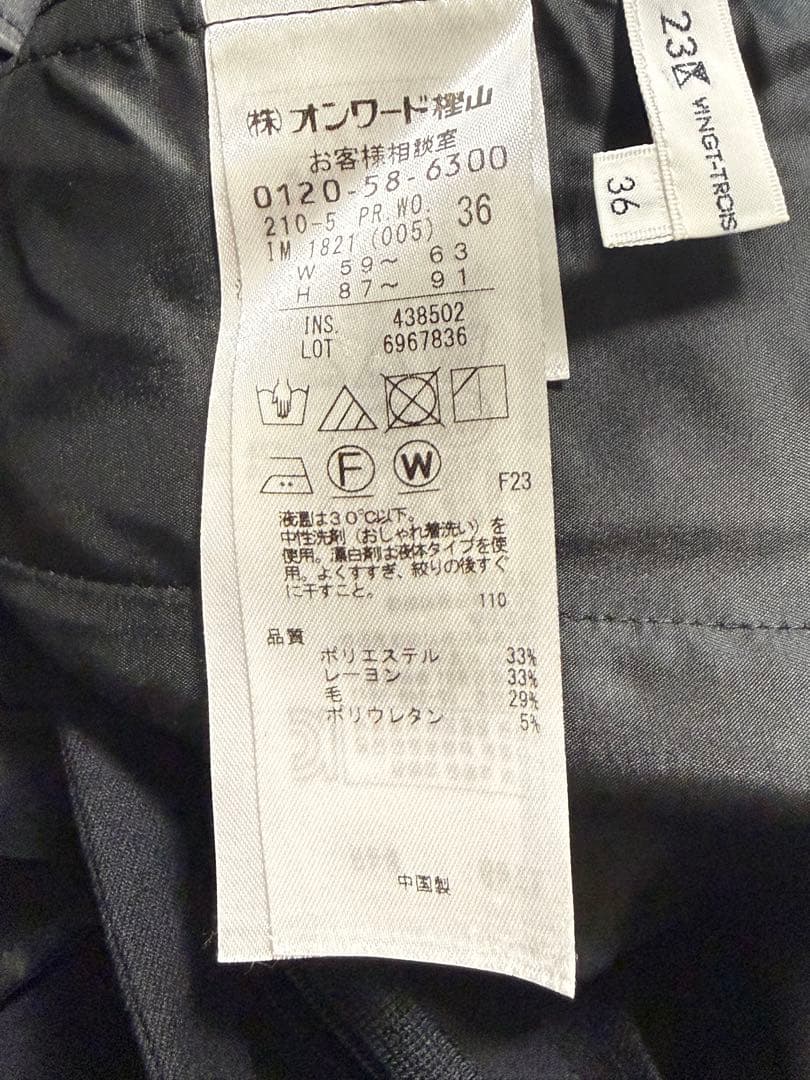 (株)オンワード樫山
お客様相談室
0120-58-6300
210-5 PR.WO. 36
IM 1821 (005)
W 59～ 63
H 87～ 91
INS. 438502
LOT 6967836
F
W
F23
液温は30℃以下。
中性洗剤（おしゃれ着洗い）を
使用。漂白剤は液体タイプを使
用。よくすすぎ、絞りの後すぐ
に干すこと。
110
品質
ポリエステル 33%
レーヨン 33%
毛 29%
ポリウレタン 5%
中国製
23K VINGT-TROIS
36